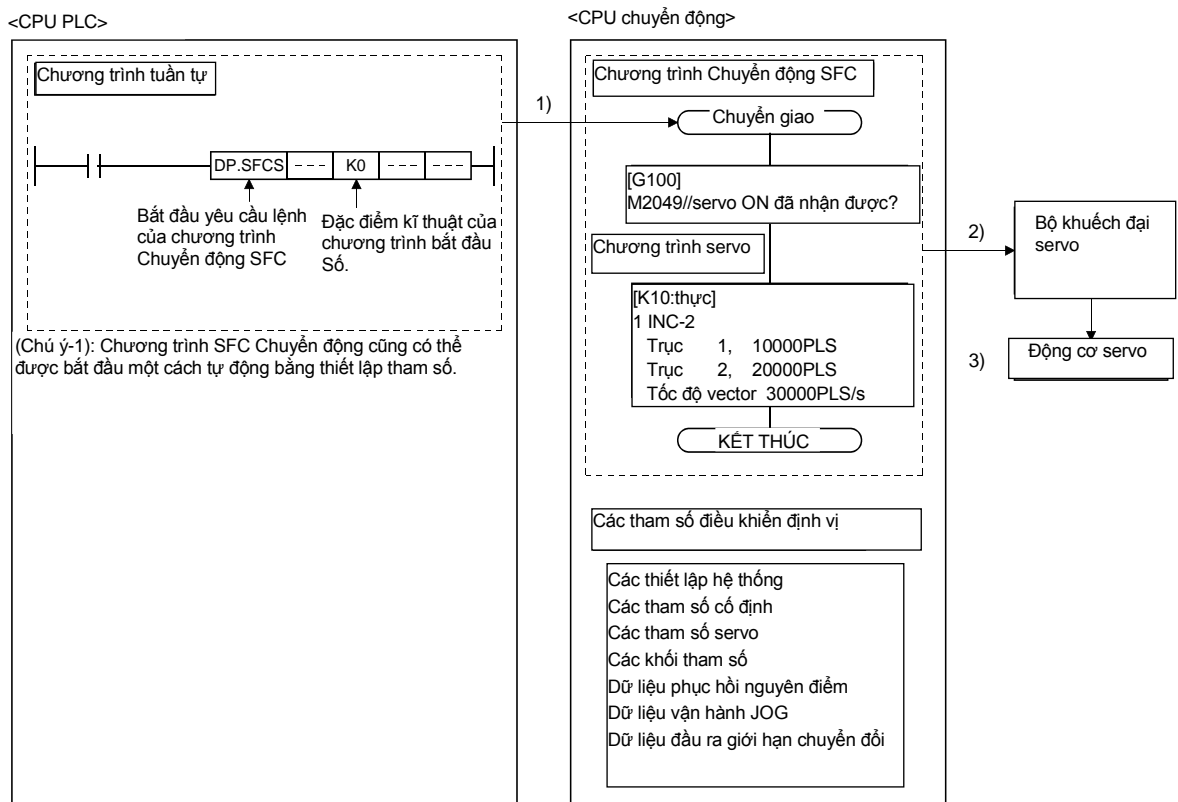 <CPU PLC>
Chương trình tuần tự
DP.SFCS --- K0 --- ---
Bắt đầu yêu cầu lệnh
của chương trình
Chuyển động SFC
Đặc điểm kĩ thuật của
chương trình bắt đầu
Số.
(Chú ý-1): Chương trình SFC Chuyển động cũng có thể
được bắt đầu một cách tự động bằng thiết lập tham số.
1)
<CPU chuyển động>
Chương trình Chuyển động SFC
Chuyển giao
[G100]
M2049//servo ON đã nhận được?
Chương trình servo
[K10:thực]
1 INC-2
Trục 1, 10000PLS
Trục 2, 20000PLS
Tốc độ vector 30000PLS/s
KẾT THÚC
Các tham số điều khiển định vị
Các thiết lập hệ thống
Các tham số cố định
Các tham số servo
Các khối tham số
Dữ liệu phục hồi nguyên điểm
Dữ liệu vận hành JOG
Dữ liệu đầu ra giới hạn chuyển đổi
2)
Bộ khuếch đại
servo
3)
Động cơ servo